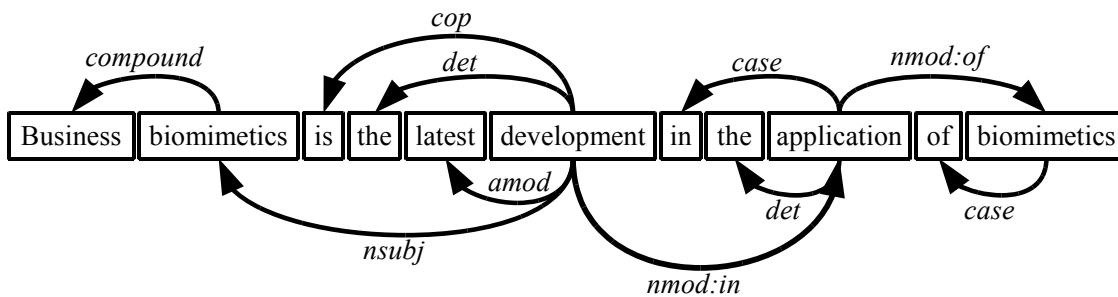 cop
compound det case nmod:of
Business biomimetics is the latest development in the application of biomimetics
amod det case
nsubj nmod:in